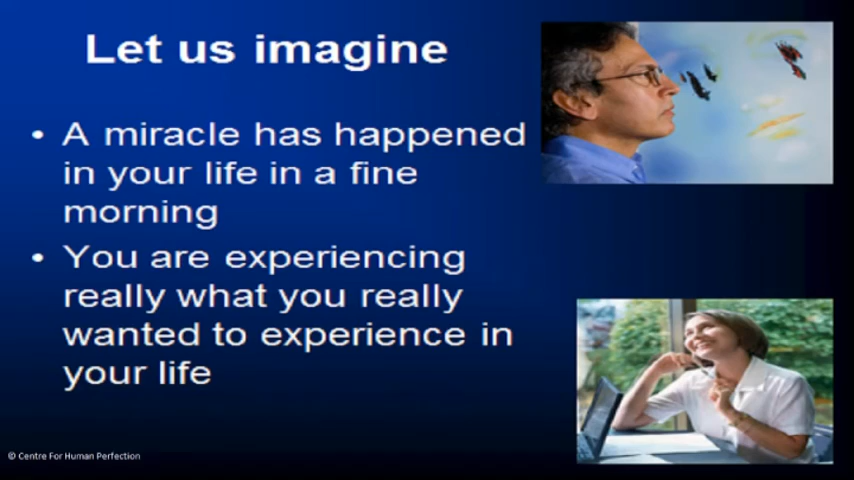 Let us imagine
• A miracle has happened
in your life in a fine
morning
• You are experiencing
really what you really
wanted to experience in
your life
© Centre For Human Perfection